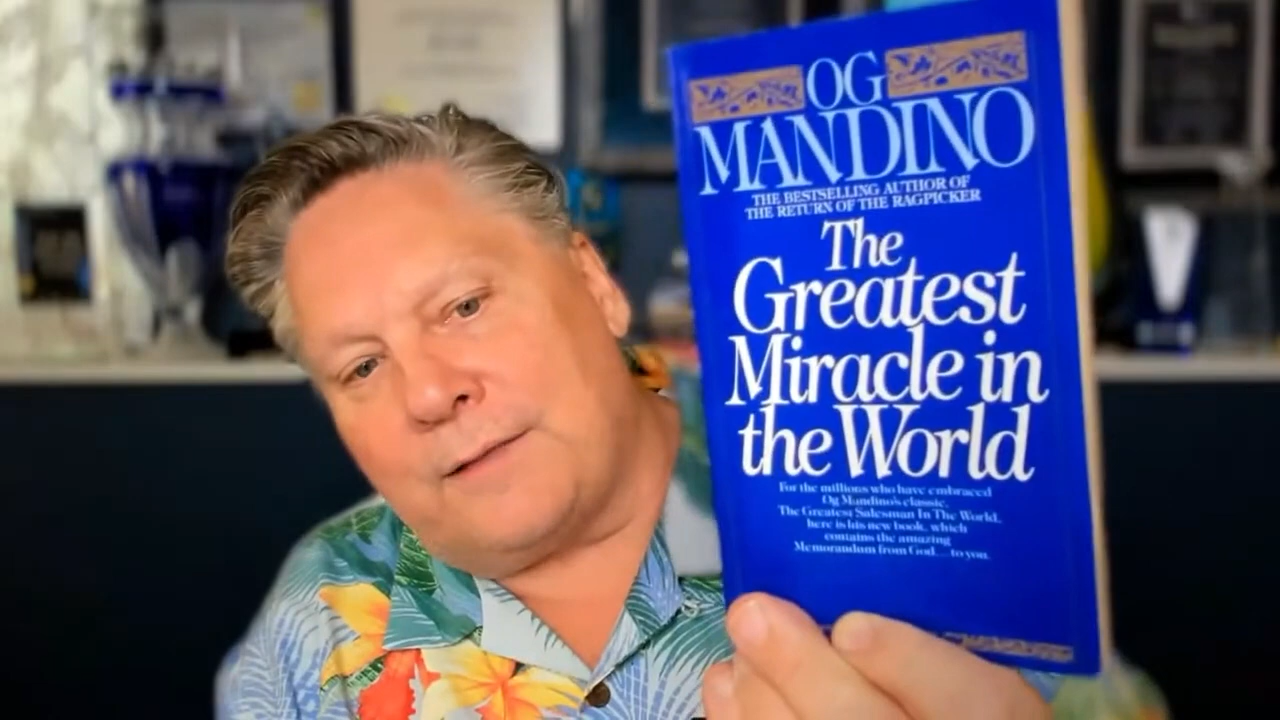 OG
MANDINO
THE BESTSELLING AUTHOR OF
THE RETURN OF THE RAGPICKER
The
Greatest
Miracle in
the World
For the millions who have embraced
Og Mandino's classic,
The Greatest Salesman In The World,
here is his new book, which
contains the amazing
Memorandum from God....to you.